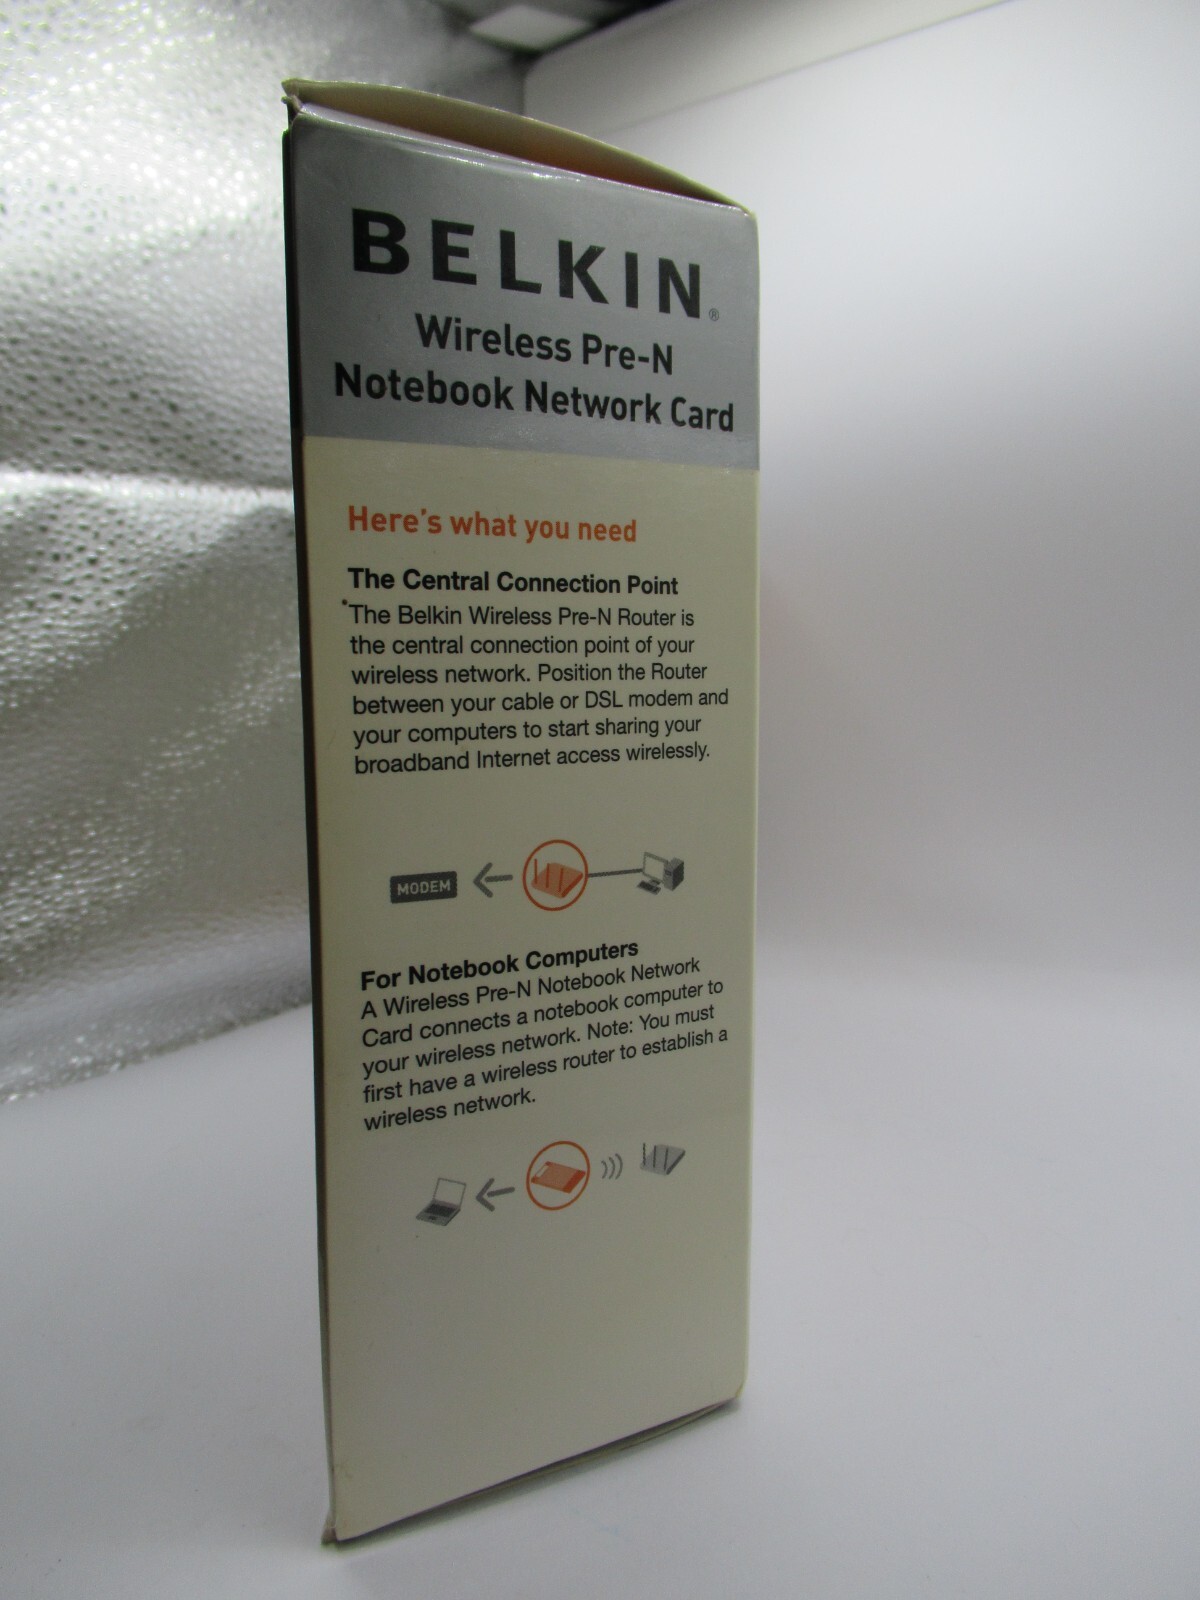 BELKIN®
Wireless Pre-N
Notebook Network Card
Here's what you need
The Central Connection Point
*The Belkin Wireless Pre-N Router is
the central connection point of your
wireless network. Position the Router
between your cable or DSL modem and
your computers to start sharing your
broadband Internet access wirelessly.
MODEM
For Notebook Computers
A Wireless Pre-N Notebook Network
Card connects a notebook computer to
your wireless network. Note: You must
first have a wireless router to establish a
wireless network.